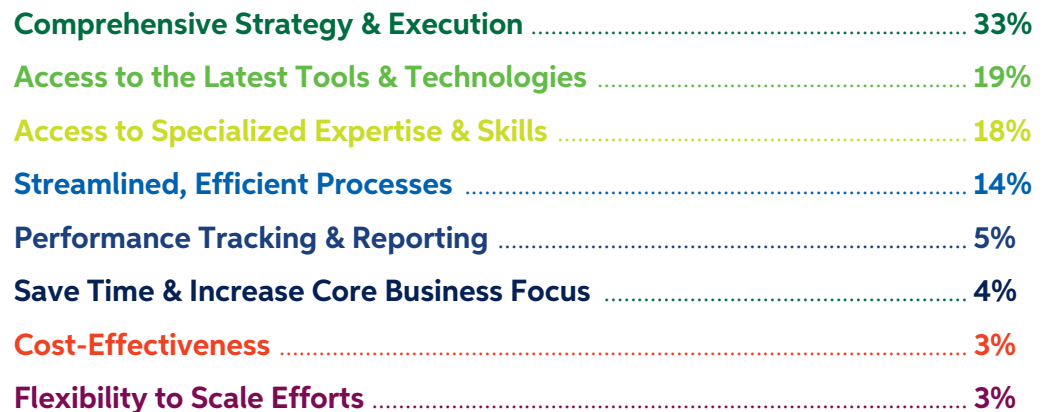 Comprehensive Strategy & Execution 33%
Access to the Latest Tools & Technologies 19%
Access to Specialized Expertise & Skills 18%
Streamlined, Efficient Processes 14%
Performance Tracking & Reporting 5%
Save Time & Increase Core Business Focus 4%
Cost-Effectiveness 3%
Flexibility to Scale Efforts 3%